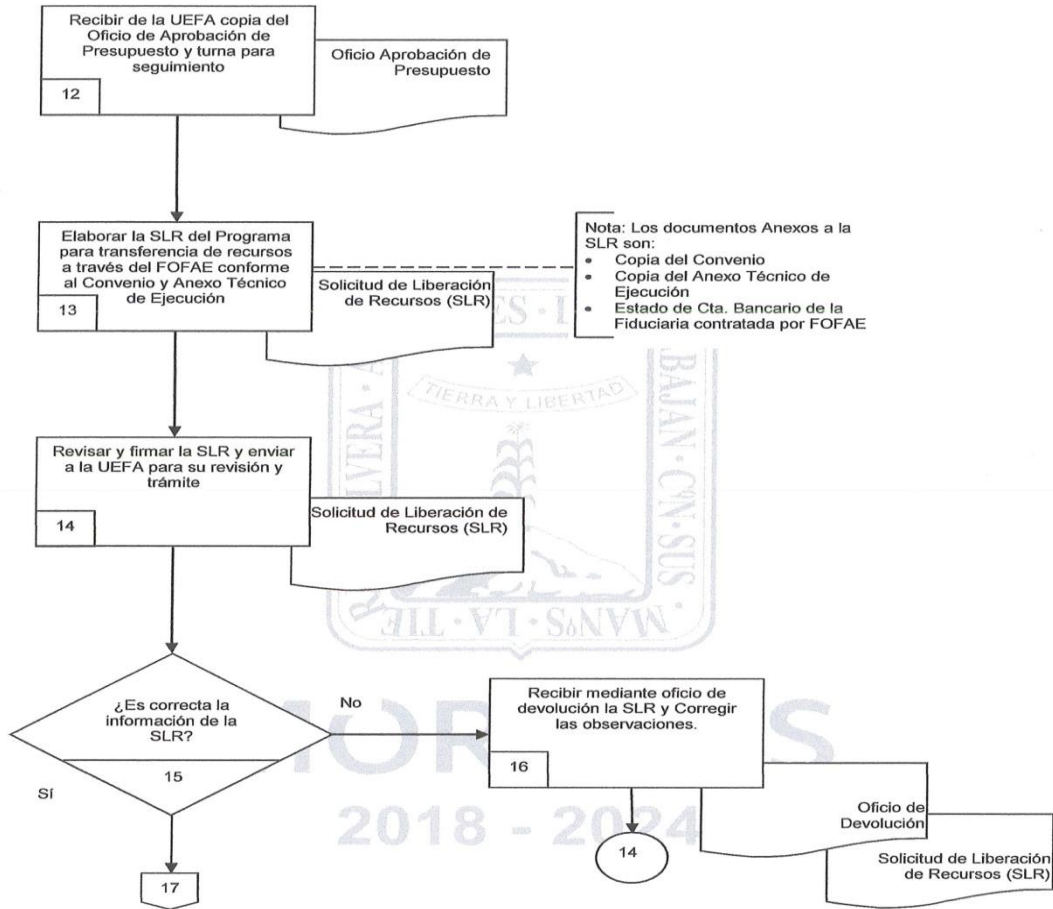 Recibir de la UEFA copia del
Oficio de Aprobación de
Presupuesto y turna para
seguimiento
12
Oficio Aprobación de
Presupuesto
Elaborar la SLR del Programa
para transferencia de recursos
a través del FOFAE conforme
al Convenio y Anexo Técnico
de Ejecución
13
Solicitud de Liberación
de Recursos (SLR)
Nota: Los documentos Anexos a la
SLR son:
• Copia del Convenio
• Copia del Anexo Técnico de
Ejecución
• Estado de Cta. Bancario de la
Fiduciaria contratada por FOFAE
TIERRA Y LIBERTAD
BAJAN · CON · SUS ·
MANOS · LA · TIE
Revisar y firmar la SLR y enviar
a la UEFA para su revisión y
trámite
14
Solicitud de Liberación de
Recursos (SLR)
¿Es correcta la
información de la
SLR?
15
No
Sí
Recibir mediante oficio de
devolución la SLR y Corregir
las observaciones.
16
Oficio de
Devolución
Solicitud de Liberación
de Recursos (SLR)
14
17
2018 - 2024